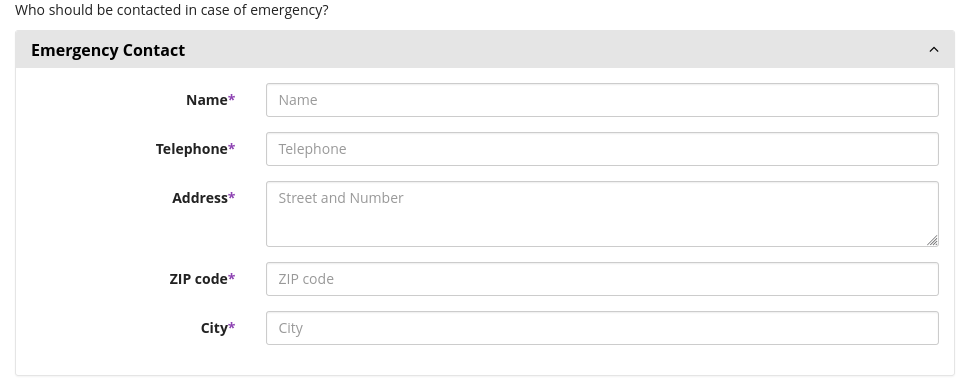 Who should be contacted in case of emergency?
Emergency Contact
Name* Name
Telephone* Telephone
Address* Street and Number
ZIP code* ZIP code
City* City